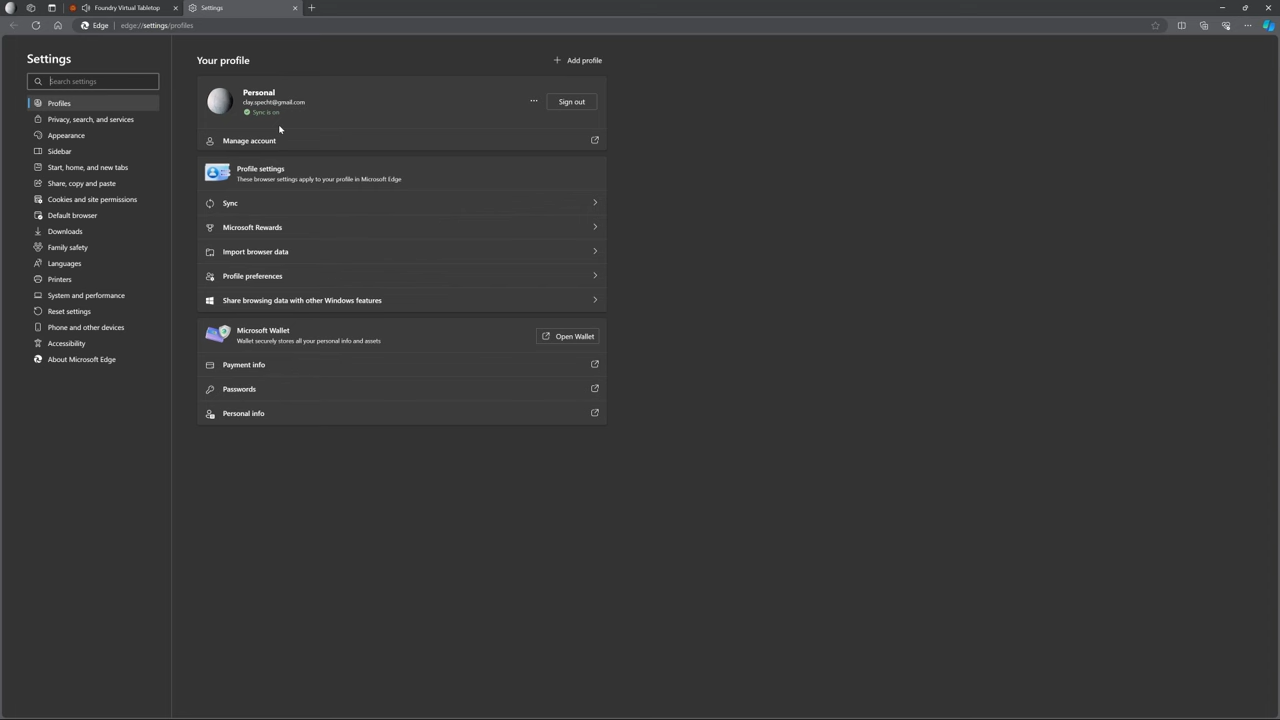 Foundry Virtual Tabletop
Settings
Edge
edge://settings/profiles
Settings
Search settings
Profiles
Privacy, search, and services
Appearance
Sidebar
Start, home, and new tabs
Share, copy and paste
Cookies and site permissions
Default browser
Downloads
Family safety
Languages
Printers
System and performance
Reset settings
Phone and other devices
Accessibility
About Microsoft Edge
Your profile
Add profile
Personal
clay.specht@gmail.com
Sync is on
Sign out
Manage account
Profile settings
These browser settings apply to your profile in Microsoft Edge
Sync
Microsoft Rewards
Import browser data
Profile preferences
Share browsing data with other Windows features
Microsoft Wallet
Wallet securely stores all your personal info and assets
Open Wallet
Payment info
Passwords
Personal info